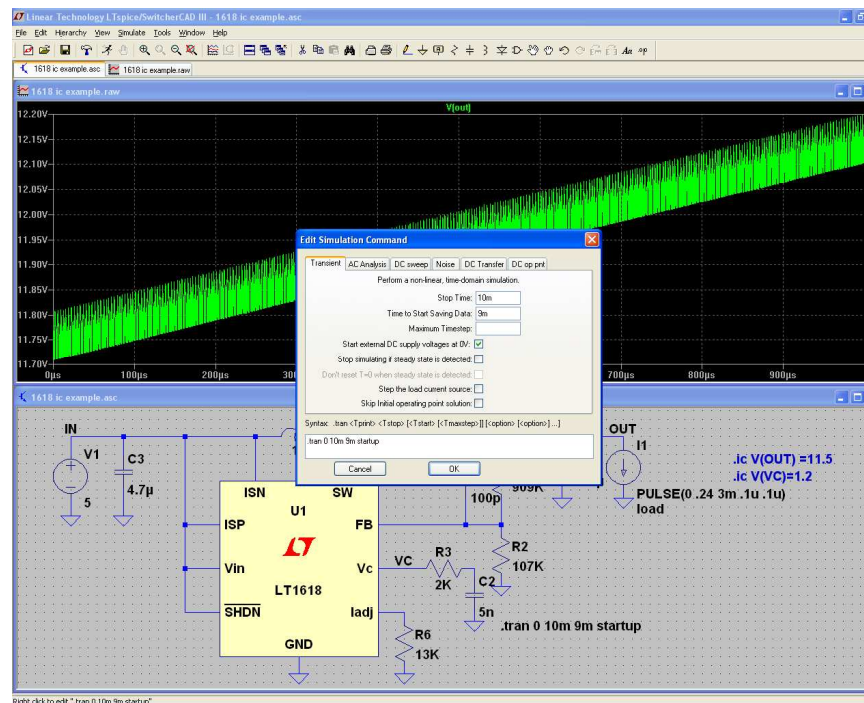 Linear Technology LTspice/SwitcherCAD III - 1618 ic example.asc
File Edit Hierarchy View Simulate Tools Window Help
1618 ic example.asc 1618 ic example.raw
1618 ic example.raw
V(out)
12.20V
12.15V
12.10V
12.05V
12.00V
11.95V
11.90V
11.85V
11.80V
11.75V
11.70V
0µs 100µs 200µs 700µs 800µs 900µs
Edit Simulation Command
Transient AC Analysis DC sweep Noise DC Transfer DC op pnt
Perform a non-linear, time-domain simulation.
Stop Time: 10m
Time to Start Saving Data: 9m
Maximum Timestep:
Start external DC supply voltages at 0V:
Stop simulating if steady state is detected:
Don't reset T=0 when steady state is detected:
Step the load current source:
Skip Initial operating point solution:
Syntax: .tran <Tprint> <Tstop> [<Tstart> [<Tmaxstep>]] [<option> [<option>] ...]
.tran 0 10m 9m startup
Cancel OK
1618 ic example.asc
IN
OUT
V1
5
C3
4.7µ
I1
.ic V(OUT) =11.5
.ic V(VC)=1.2
PULSE(0 .24 3m .1u .1u)
load
100p
909K
ISN SW
U1
ISP FB
Vin Vc
LT1618
SHDN Iadj
GND
VC
R3
2K
R2
107K
C2
5n
.tran 0 10m 9m startup
R6
13K
Right click to edit ".tran 0 10m 9m startup"